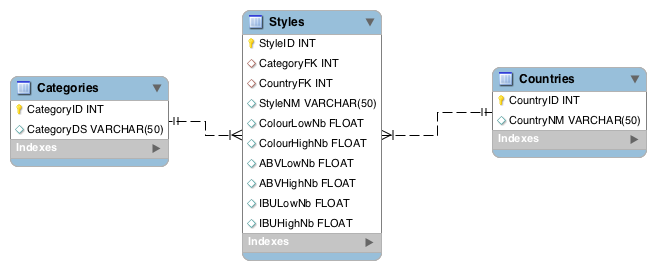 Categories
CategoryID INT
CategoryDS VARCHAR(50)
Indexes
Styles
StyleID INT
CategoryFK INT
CountryFK INT
StyleNM VARCHAR(50)
ColourLowNb FLOAT
ColourHighNb FLOAT
ABVLowNb FLOAT
ABVHighNb FLOAT
IBULowNb FLOAT
IBUHighNb FLOAT
Indexes
Countries
CountryID INT
CountryNM VARCHAR(50)
Indexes